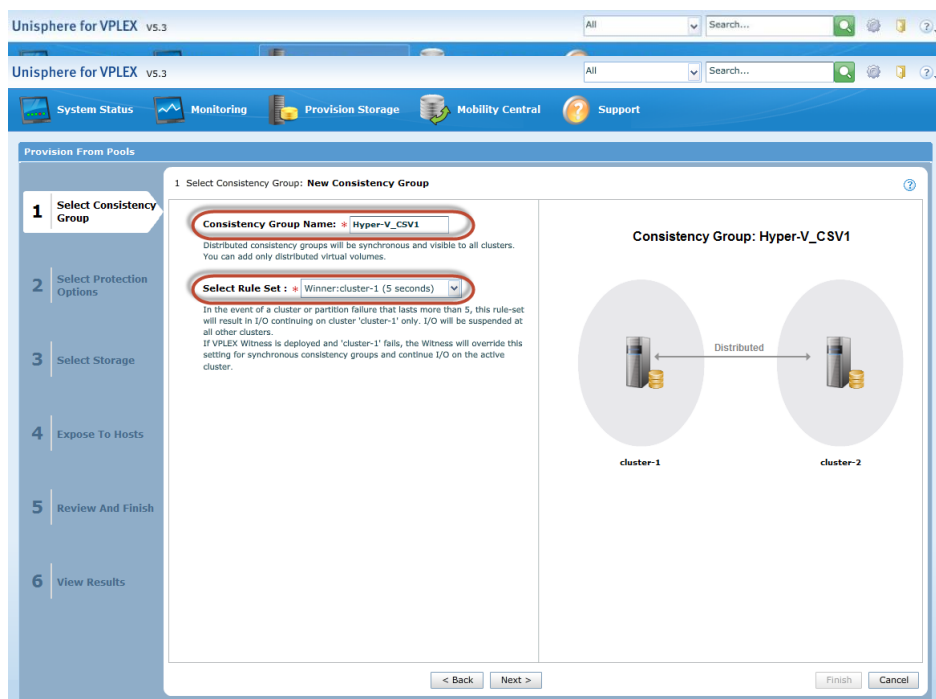 Unisphere for VPLEX V5.3
All
Search...
Unisphere for VPLEX V5.3
All
Search...
System Status
Monitoring
Provision Storage
Mobility Central
Support
Provision From Pools
1 Select Consistency Group: New Consistency Group
1 Select Consistency
Group
2 Select Protection
Options
3 Select Storage
4 Expose To Hosts
5 Review And Finish
6 View Results
Consistency Group Name: * Hyper-V_CSV1
Distributed consistency groups will be synchronous and visible to all clusters.
You can add only distributed virtual volumes.
Select Rule Set : * Winner:cluster-1 (5 seconds)
In the event of a cluster or partition failure that lasts more than 5, this rule-set
will result in I/O continuing on cluster 'cluster-1' only. I/O will be suspended at
all other clusters.
If VPLEX Witness is deployed and 'cluster-1' fails, the Witness will override this
setting for synchronous consistency groups and continue I/O on the active
cluster.
Consistency Group: Hyper-V_CSV1
Distributed
cluster-1
cluster-2
< Back
Next >
Finish
Cancel